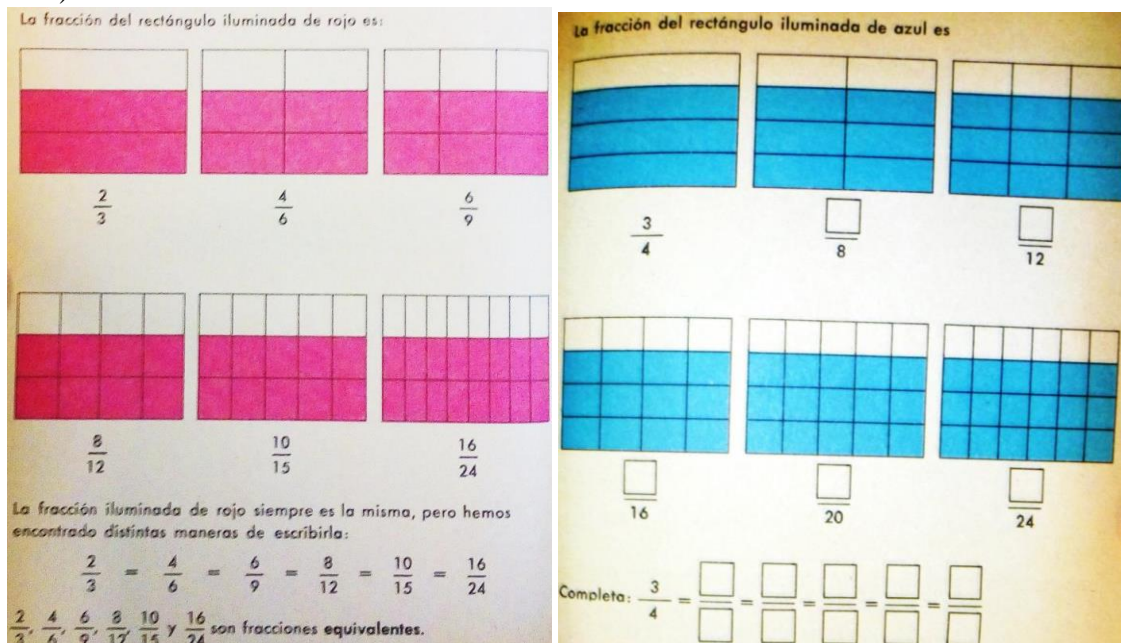 La fracción del rectángulo iluminada de rojo es:
2/3 4/6 6/9
8/12 10/15 16/24
La fracción iluminada de rojo siempre es la misma, pero hemos
encontrado distintas maneras de escribirla:
2/3 = 4/6 = 6/9 = 8/12 = 10/15 = 16/24
2/3, 4/6, 6/9, 8/12, 10/15 y 16/24 son fracciones equivalentes.
La fracción del rectángulo iluminada de azul es
3/4 □/8 □/12
□/16 □/20 □/24
Completa: 3/4 = □/□ = □/□ = □/□ = □/□ = □/□